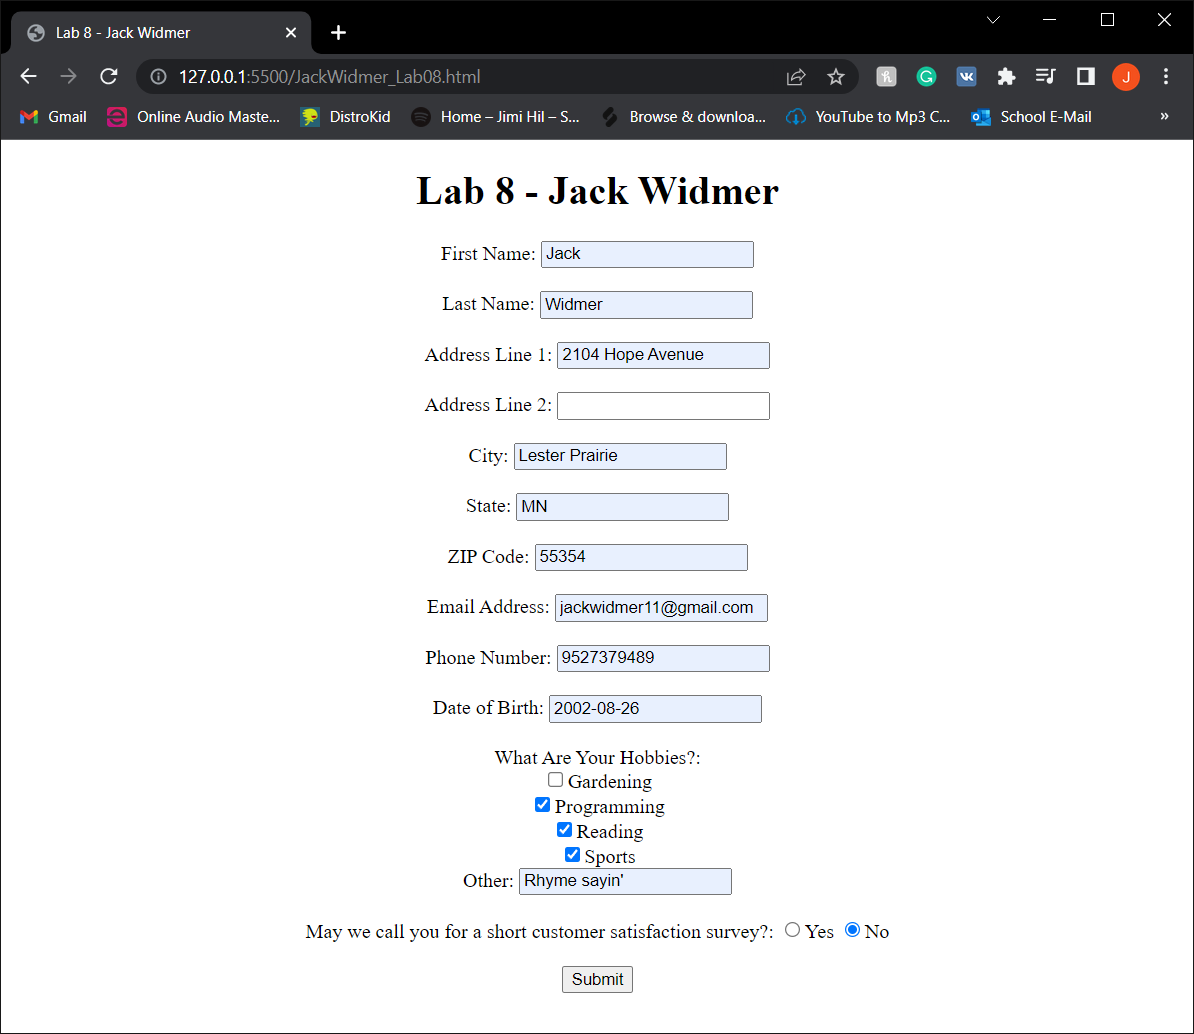 Lab 8 - Jack Widmer
127.0.0.1:5500/JackWidmer_Lab08.html
J
Gmail
Online Audio Maste...
DistroKid
Home – Jimi Hil – S...
Browse & downloa...
YouTube to Mp3 C...
School E-Mail
»
Lab 8 - Jack Widmer
First Name: Jack
Last Name: Widmer
Address Line 1: 2104 Hope Avenue
Address Line 2:
City: Lester Prairie
State: MN
ZIP Code: 55354
Email Address: jackwidmer11@gmail.com
Phone Number: 9527379489
Date of Birth: 2002-08-26
What Are Your Hobbies?:
Gardening
Programming
Reading
Sports
Other: Rhyme sayin'
May we call you for a short customer satisfaction survey?: Yes No
Submit